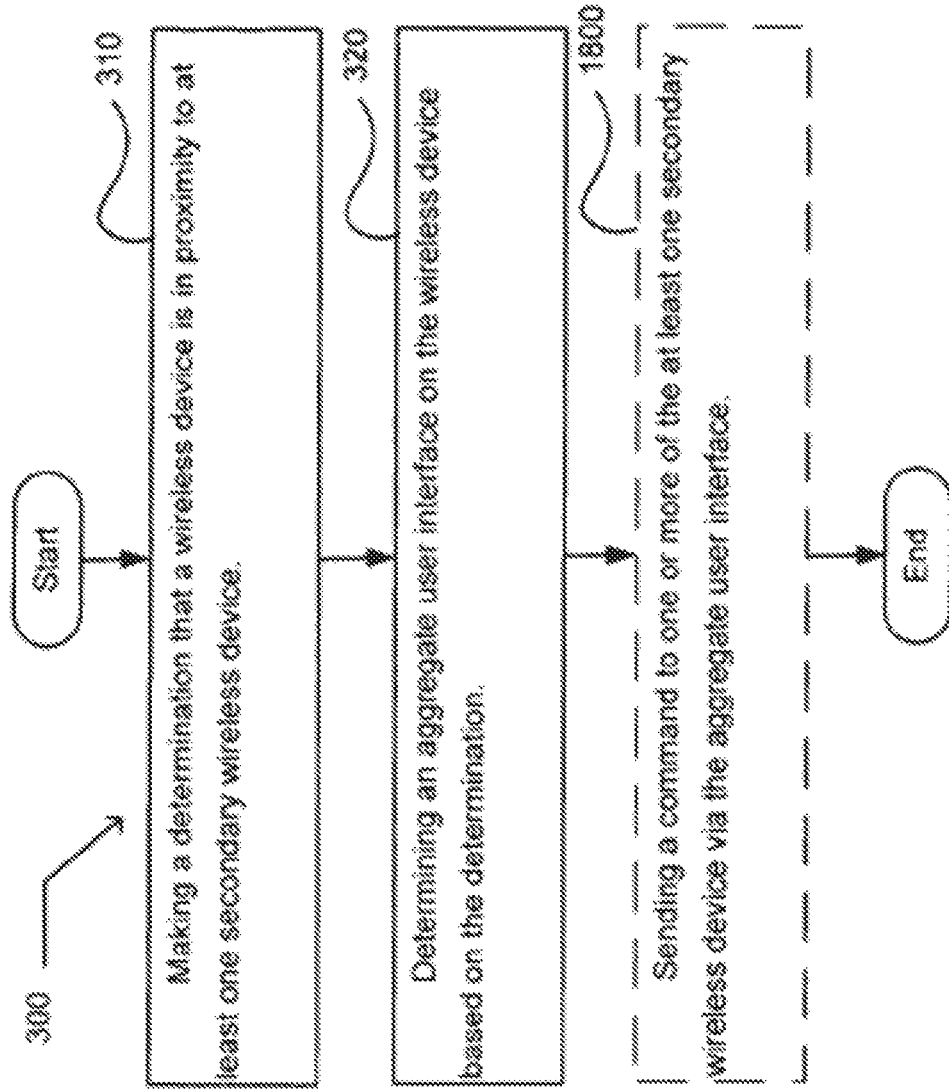 300
Start
310
Making a determination that a wireless device is in proximity to at
least one secondary wireless device.
320
Determining an aggregate user interface on the wireless device
based on the determination.
1800
Sending a command to one or more of the at least one secondary
wireless device via the aggregate user interface.
End